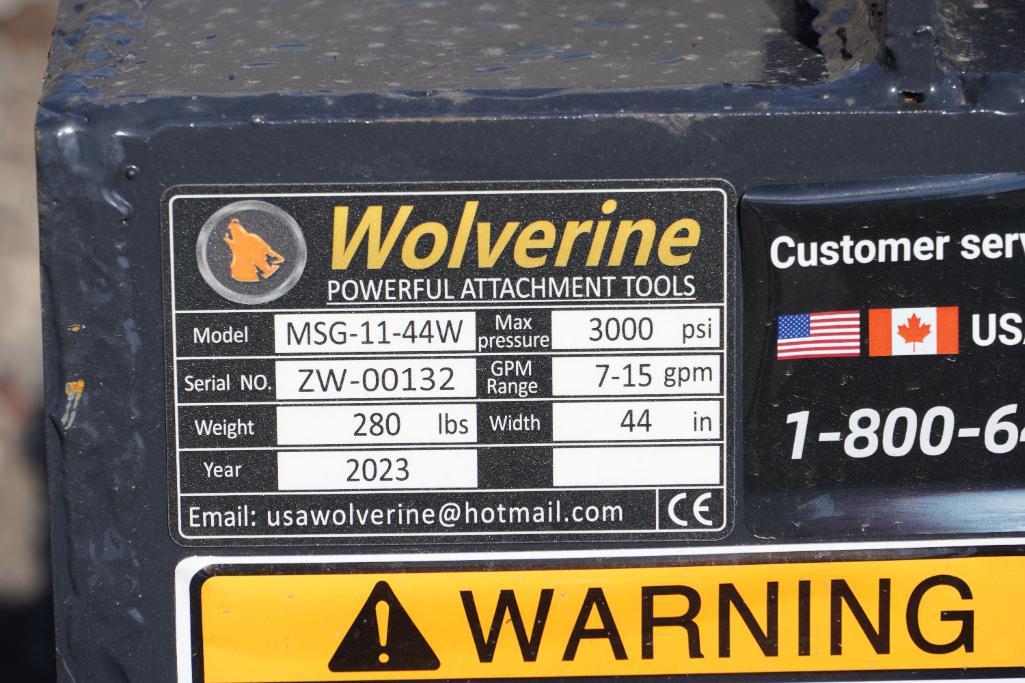 Wolverine
POWERFUL ATTACHMENT TOOLS
Model MSG-11-44W Max pressure 3000 psi
Serial NO. ZW-00132 GPM Range 7-15 gpm
Weight 280 lbs Width 44 in
Year 2023
Email: usawolverine@hotmail.com CE
Customer
1-800-6
WARNING